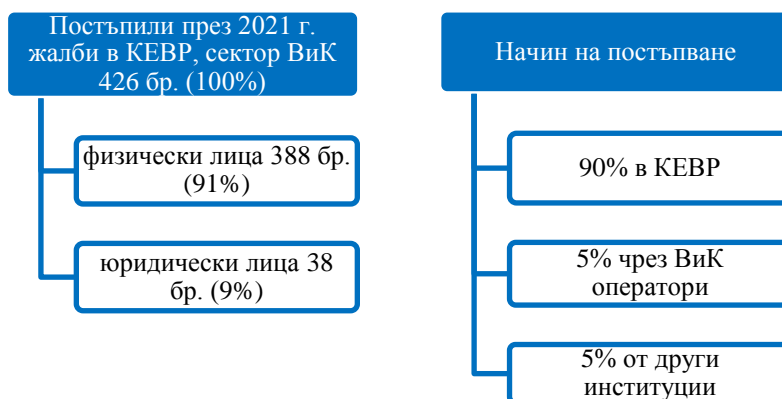 Постъпили през 2021 г.
жалби в КЕВР, сектор ВиК
426 бр. (100%)
физически лица 388 бр.
(91%)
юридически лица 38
бр. (9%)
Начин на постъпване
90% в КЕВР
5% чрез ВиК
оператори
5% от други
институции